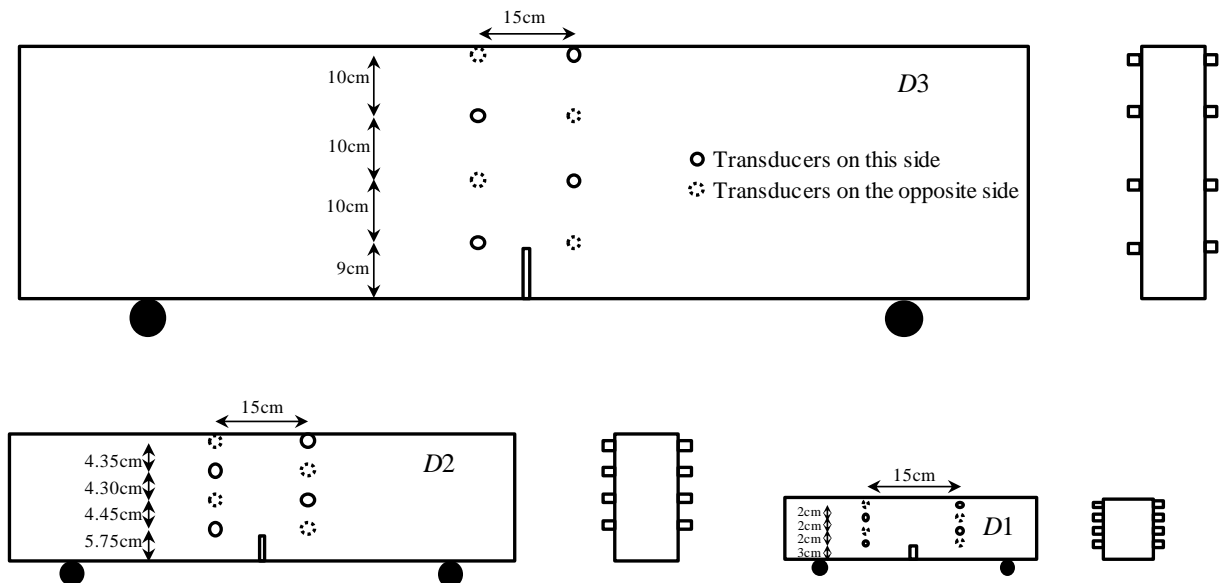 15cm
10cm
D3
10cm
Transducers on this side
Transducers on the opposite side
10cm
9cm
15cm
4.35cm
D2
4.30cm
4.45cm
5.75cm
15cm
2cm
2cm
D1
2cm
3cm